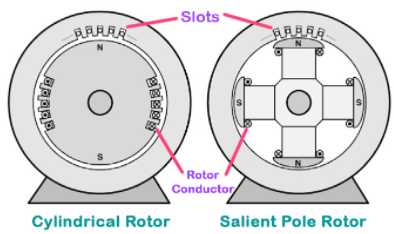 Slots
N
N
S
S
S
N
Rotor
Conductor
Cylindrical Rotor
Salient Pole Rotor